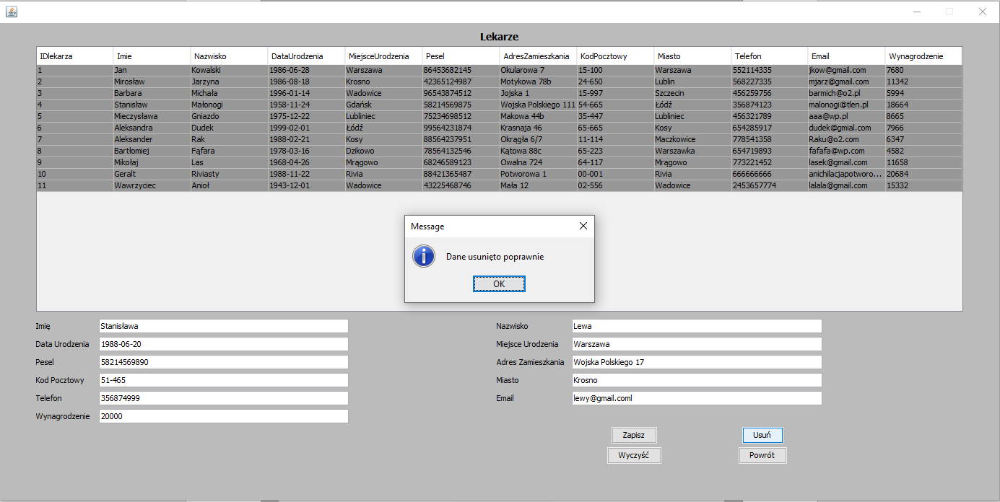 Lekarze
IDlekarza Imie Nazwisko DataUrodzenia MiejsceUrodzenia Pesel AdresZamieszkania KodPocztowy Miasto Telefon Email Wynagrodzenie
1 Jan Kowalski 1986-06-28 Warszawa 86453682145 Okularowa 7 15-100 Warszawa 552114335 jkow@gmail.com 7680
2 Mirosław Jarzyna 1986-08-18 Krosno 42365124987 Motykowa 78b 24-650 Lublin 568227335 mjarz@gmail.com 11342
3 Barbara Michała 1996-01-14 Wadowice 96543874512 Jojska 1 15-997 Szczecin 456259756 barmich@o2.pl 5994
4 Stanisław Małonogi 1958-11-24 Gdańsk 58214569875 Wojska Polskiego 111 54-665 Łódź 356874123 malonogi@tlen.pl 18664
5 Mieczysława Gniazdo 1975-12-22 Lubliniec 75234698512 Makowa 44b 35-447 Lubliniec 456321789 aaa@wp.pl 8665
6 Aleksandra Dudek 1999-02-01 Łódź 99564231874 Krasnaja 46 65-665 Kosy 654285917 dudek@gmial.com 7966
7 Aleksander Rak 1988-02-21 Kosy 88564237951 Okrągła 6/7 11-114 Maczkowice 778541358 Raku@o2.com 6347
8 Bartłomiej Fąfara 1978-03-16 Dzikowo 78564132546 Kątowa 88c 65-223 Warszawka 654719893 fafafa@wp.com 4582
9 Mikołaj Las 1968-04-26 Mrągowo 68246589123 Owalna 724 64-117 Mrągowo 773221452 lasek@gmail.com 11658
10 Geralt Riviasty 1988-11-22 Rivia 88421365487 Potworowa 1 00-001 Rivia 666666666 anichilacjapotworo... 20684
11 Wawrzyciec Anioł 1943-12-01 Wadowice 43225468746 Mała 12 02-556 Wadowice 2453657774 lalala@gmail.com 15332
Message
Dane usunięto poprawnie
OK
Imię Stanisława Nazwisko Lewa
Data Urodzenia 1988-06-20 Miejsce Urodzenia Warszawa
Pesel 58214569890 Adres Zamieszkania Wojska Polskiego 17
Kod Pocztowy 51-465 Miasto Krosno
Telefon 356874999 Email lewy@gmail.coml
Wynagrodzenie 20000
Zapisz Usuń
Wyczyść Powrót